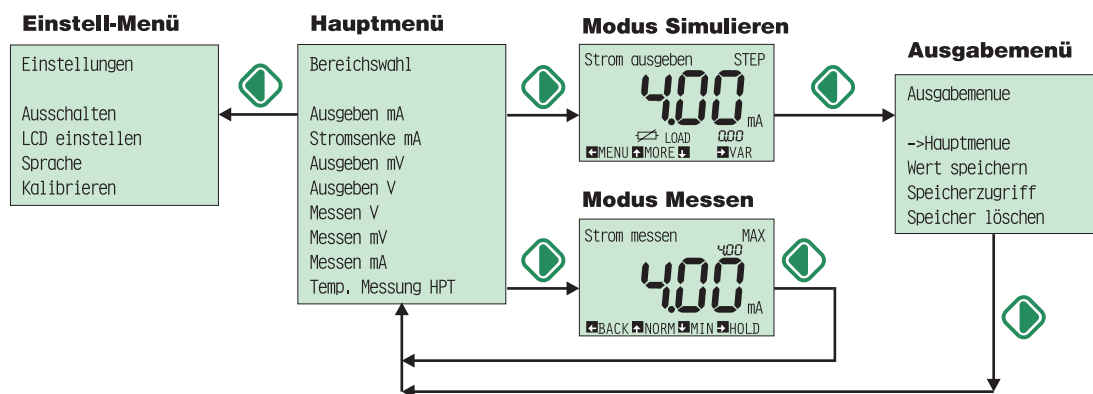 Einstell-Menü
Einstellungen
Ausschalten
LCD einstellen
Sprache
Kalibrieren
Hauptmenü
Bereichswahl
Ausgeben mA
Stromsenke mA
Ausgeben mV
Ausgeben V
Messen V
Messen mV
Messen mA
Temp. Messung HPT
Modus Simulieren
Strom ausgeben STEP
4.00 mA
LOAD 0.00
MENU MORE VAR
Modus Messen
Strom messen MAX
4.00
4.00 mA
BACK NORM MIN HOLD
Ausgabemenü
Ausgabemenue
->Hauptmenue
Wert speichern
Speicherzugriff
Speicher löschen